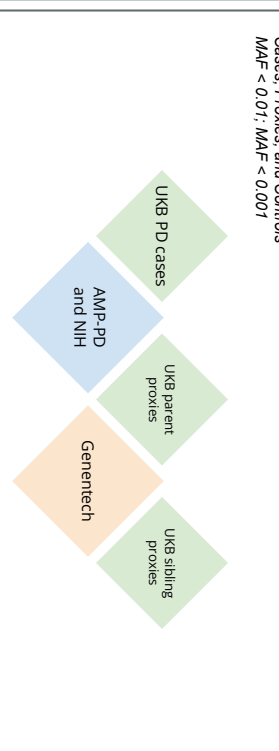 Cases, Proxies, and Controls
MAF < 0.01; MAF < 0.001
UKB PD cases
UKB parent
proxies
UKB sibling
proxies
AMP-PD
and NIH
Genentech